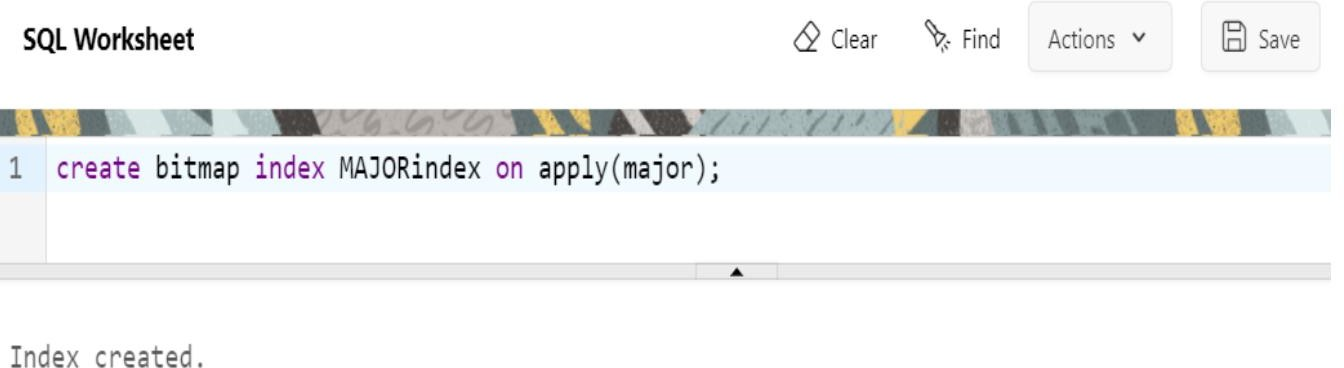 SQL Worksheet Clear Find Actions Save
1 create bitmap index MAJORindex on apply(major);
Index created.